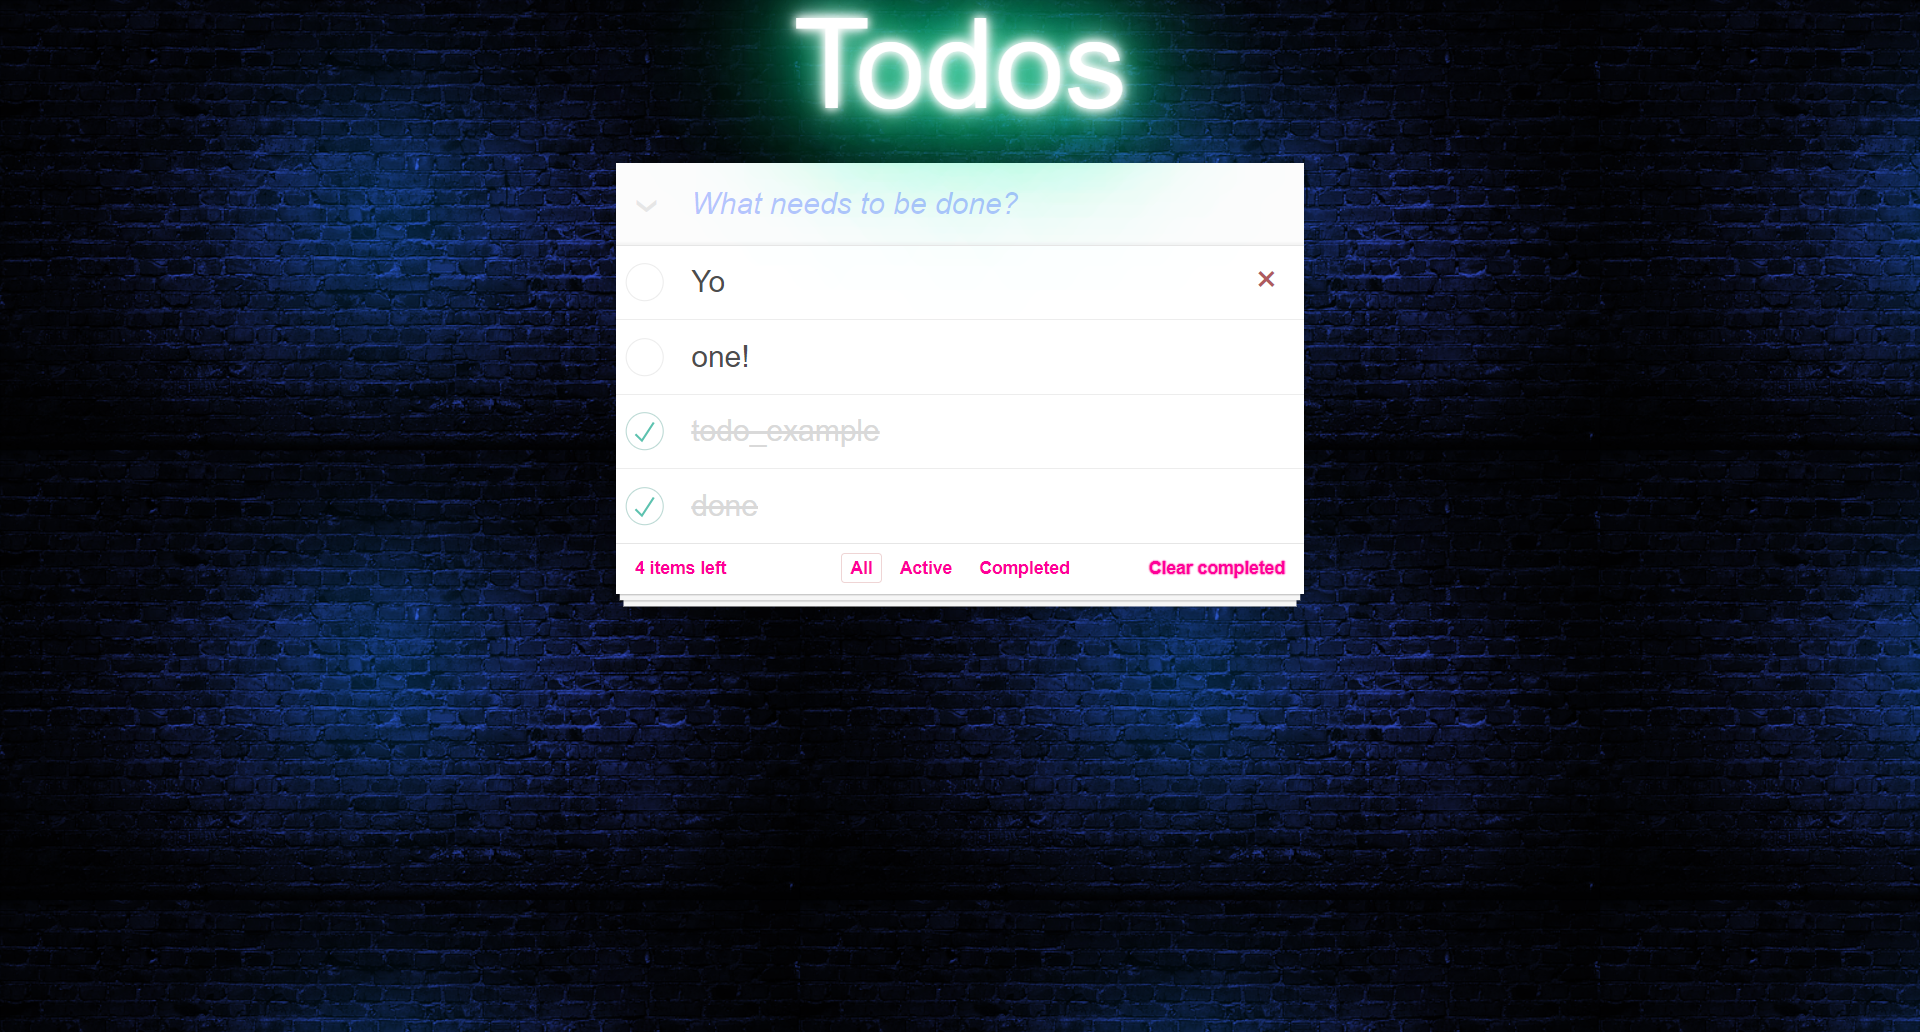 Todos
What needs to be done?
Yo
one!
todo_example
done
4 items left All Active Completed Clear completed